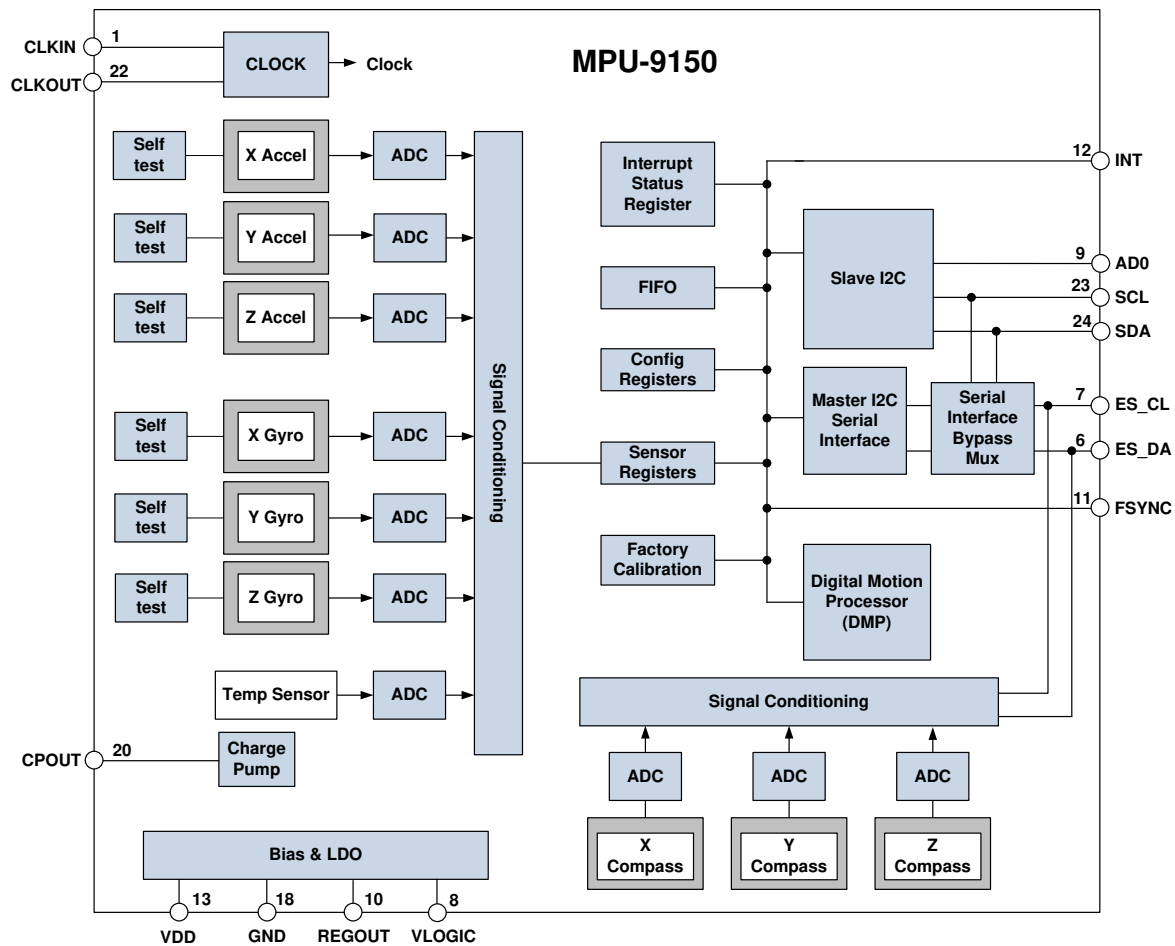 MPU-9150
1
CLKIN
22
CLKOUT
CLOCK
Clock
Self
test
X Accel
ADC
Self
test
Y Accel
ADC
Self
test
Z Accel
ADC
Self
test
X Gyro
ADC
Self
test
Y Gyro
ADC
Self
test
Z Gyro
ADC
Temp Sensor
ADC
Signal Conditioning
20
CPOUT
Charge
Pump
Bias & LDO
13
VDD
18
GND
10
REGOUT
8
VLOGIC
Interrupt
Status
Register
FIFO
Config
Registers
Sensor
Registers
Factory
Calibration
Slave I2C
Master I2C
Serial
Interface
Serial
Interface
Bypass
Mux
Digital Motion
Processor
(DMP)
12
INT
9
AD0
23
SCL
24
SDA
7
ES_CL
6
ES_DA
11
FSYNC
Signal Conditioning
ADC
ADC
ADC
X
Compass
Y
Compass
Z
Compass